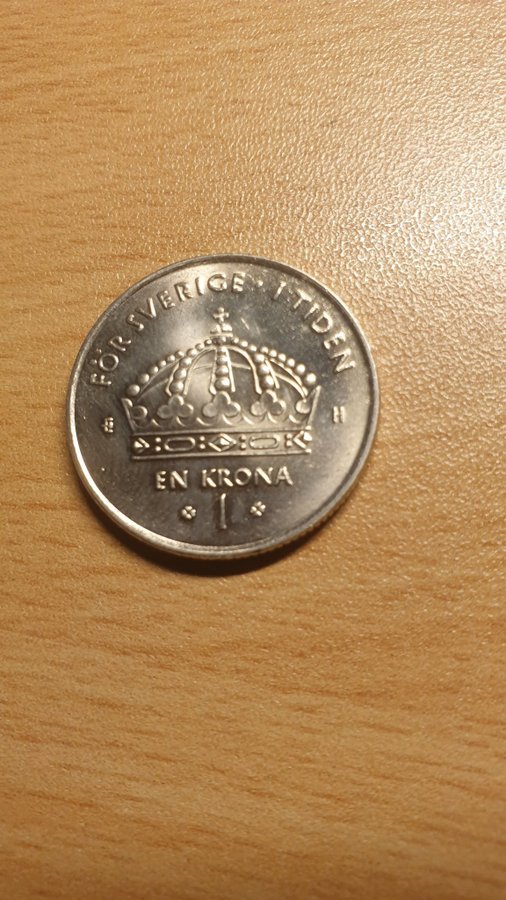 FÖR SVERIGE · I TIDEN
H
EN KRONA
1